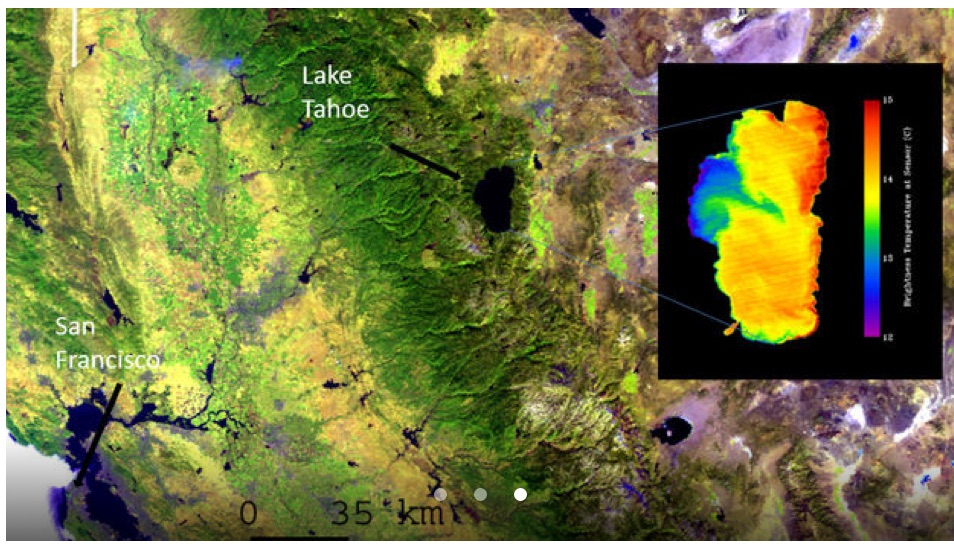 Lake
Tahoe
San
Francisco
0 35 km
15
14
13
12
Brightness Temperature at Sensor (C)